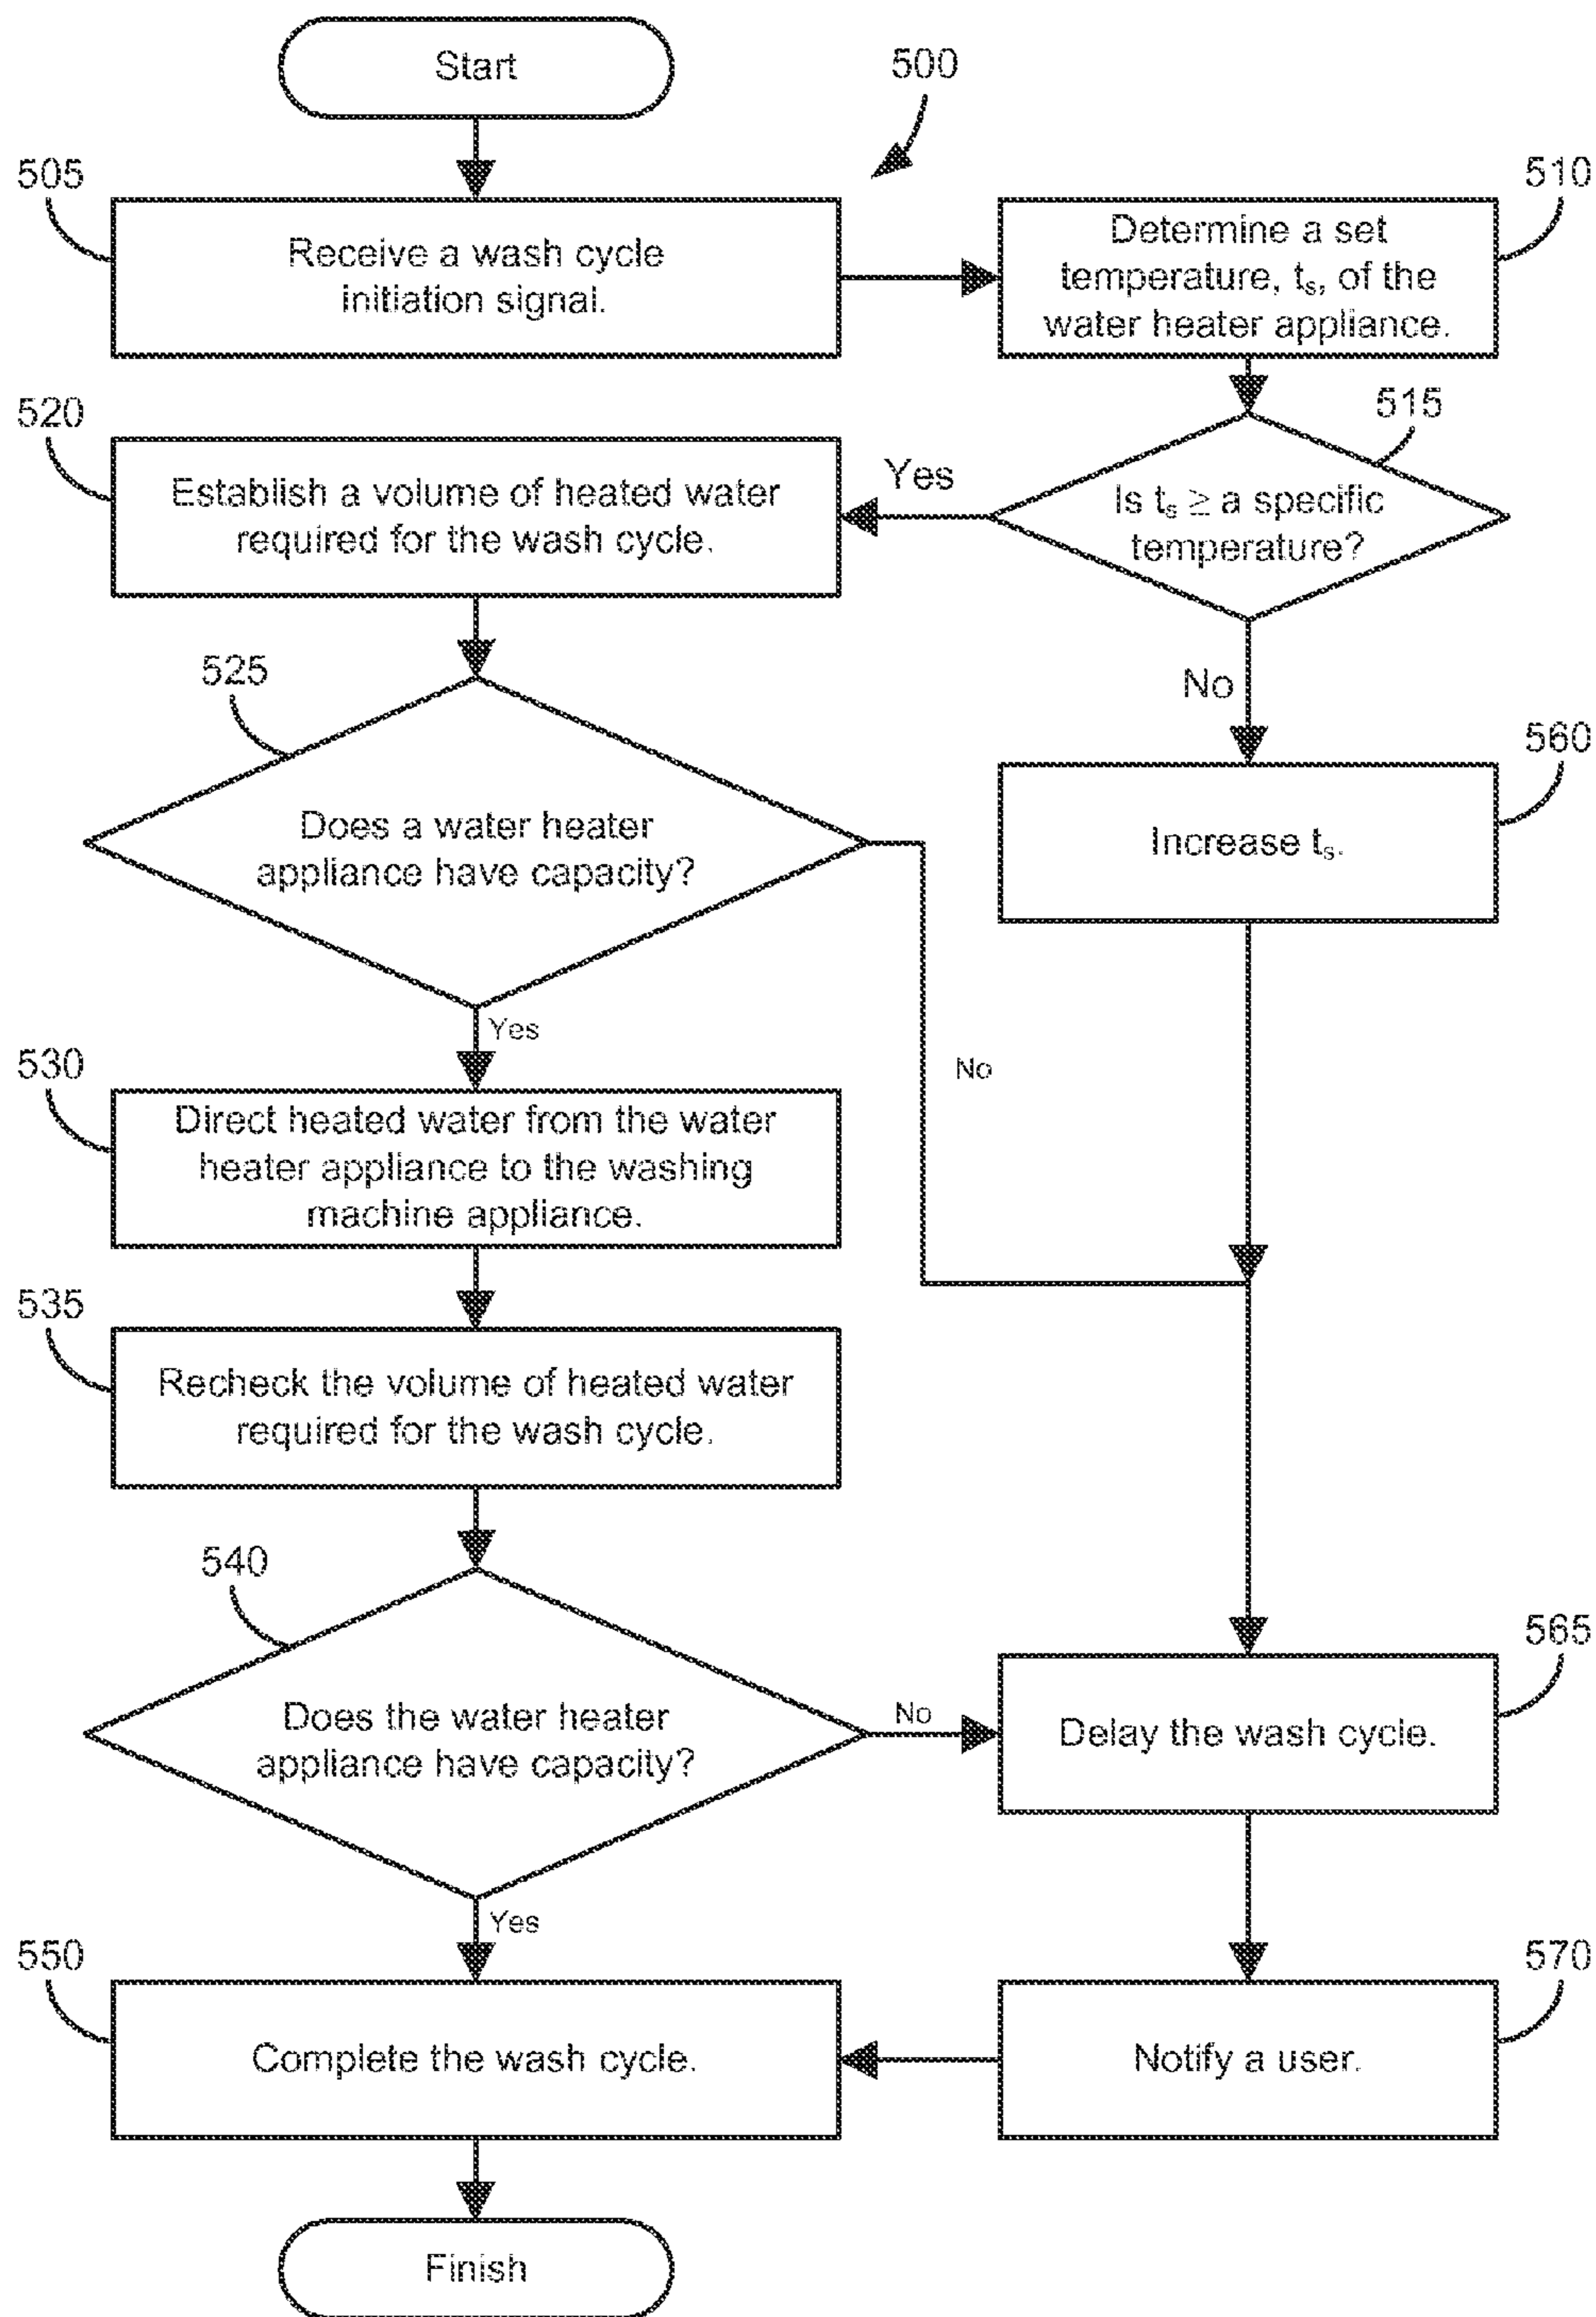 Start
500
505
Receive a wash cycle
initiation signal.
510
Determine a set
temperature, tₛ, of the
water heater appliance.
515
Is tₛ ≥ a specific
temperature?
Yes
No
520
Establish a volume of heated water
required for the wash cycle.
525
Does a water heater
appliance have capacity?
Yes
No
560
Increase tₛ.
530
Direct heated water from the water
heater appliance to the washing
machine appliance.
535
Recheck the volume of heated water
required for the wash cycle.
540
Does the water heater
appliance have capacity?
No
Yes
565
Delay the wash cycle.
550
Complete the wash cycle.
570
Notify a user.
Finish